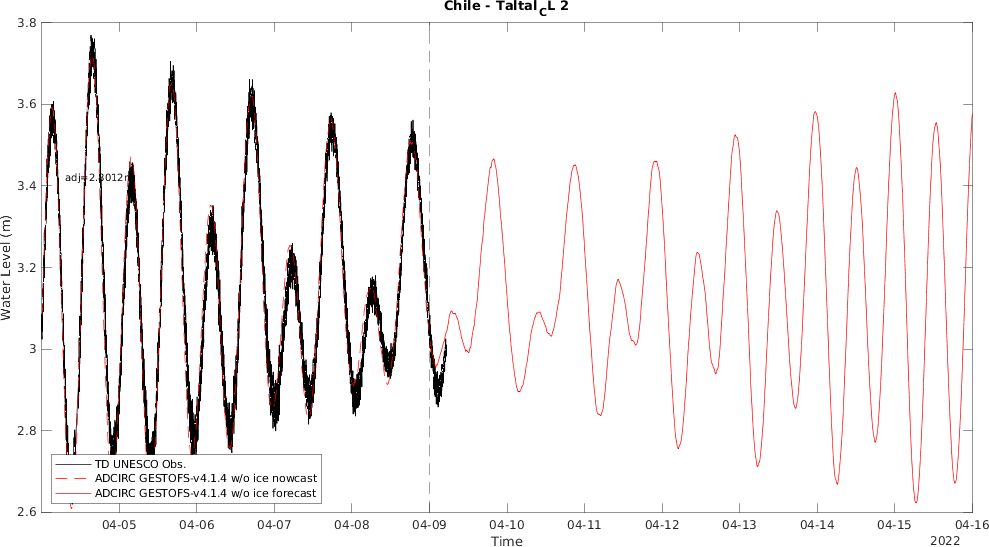 Chile - Taltal_CL 2
3.8
3.6
3.4
3.2
3
2.8
2.6
Water Level (m)
adj=2.8012m
TD UNESCO Obs.
ADCIRC GESTOFS-v4.1.4 w/o ice nowcast
ADCIRC GESTOFS-v4.1.4 w/o ice forecast
04-05 04-06 04-07 04-08 04-09 04-10 04-11 04-12 04-13 04-14 04-15 04-16
Time
2022